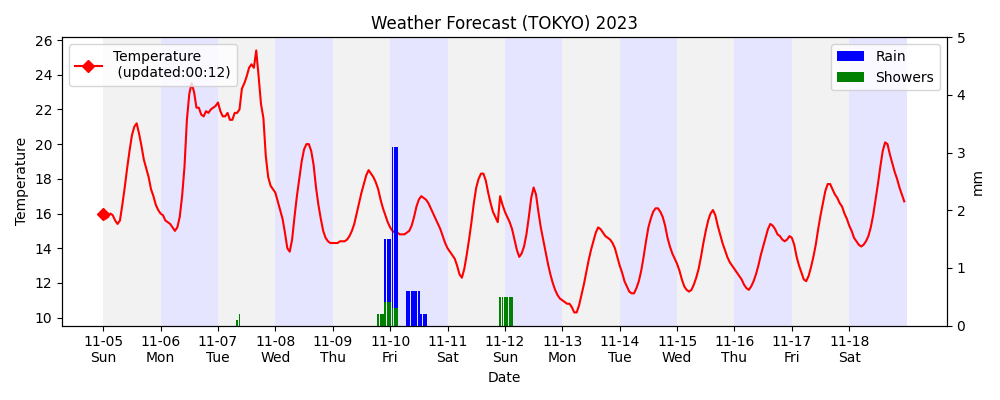 Weather Forecast (TOKYO) 2023
Temperature
(updated:00:12)
Rain
Showers
26
24
22
20
18
16
14
12
10
Temperature
5
4
3
2
1
0
mm
11-05 11-06 11-07 11-08 11-09 11-10 11-11 11-12 11-13 11-14 11-15 11-16 11-17 11-18
Sun Mon Tue Wed Thu Fri Sat Sun Mon Tue Wed Thu Fri Sat
Date